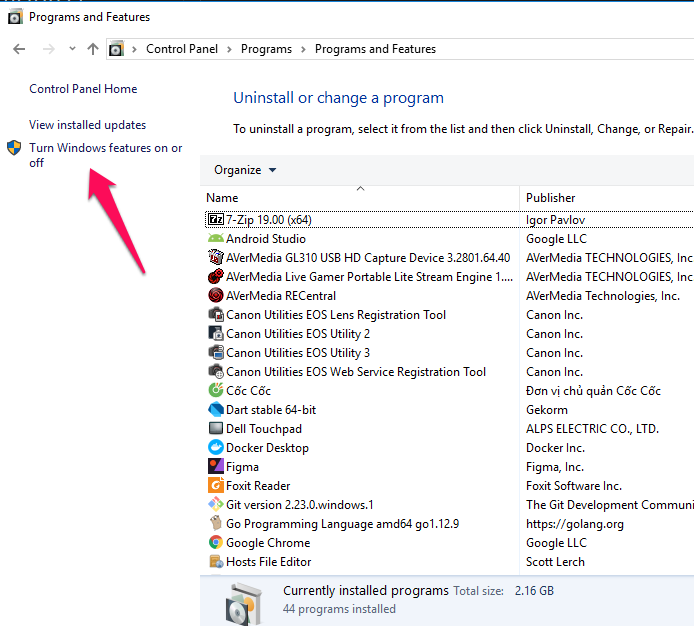 Programs and Features
Control Panel > Programs > Programs and Features
Control Panel Home
View installed updates
Turn Windows features on or
off
Uninstall or change a program
To uninstall a program, select it from the list and then click Uninstall, Change, or Repair.
Organize
Name Publisher
7-Zip 19.00 (x64) Igor Pavlov
Android Studio Google LLC
AVerMedia GL310 USB HD Capture Device 3.2801.64.40 AVerMedia TECHNOLOGIES, Inc
AVerMedia Live Gamer Portable Lite Stream Engine 1.... AVerMedia TECHNOLOGIES, Inc
AVerMedia RECentral AVerMedia Technologies, Inc.
Canon Utilities EOS Lens Registration Tool Canon Inc.
Canon Utilities EOS Utility 2 Canon Inc.
Canon Utilities EOS Utility 3 Canon Inc.
Canon Utilities EOS Web Service Registration Tool Canon Inc.
Cốc Cốc Đơn vị chủ quản Cốc Cốc
Dart stable 64-bit Gekorm
Dell Touchpad ALPS ELECTRIC CO., LTD.
Docker Desktop Docker Inc.
Figma Figma, Inc.
Foxit Reader Foxit Software Inc.
Git version 2.23.0.windows.1 The Git Development Communi
Go Programming Language amd64 go1.12.9 https://golang.org
Google Chrome Google LLC
Hosts File Editor Scott Lerch
Currently installed programs Total size: 2.16 GB
44 programs installed